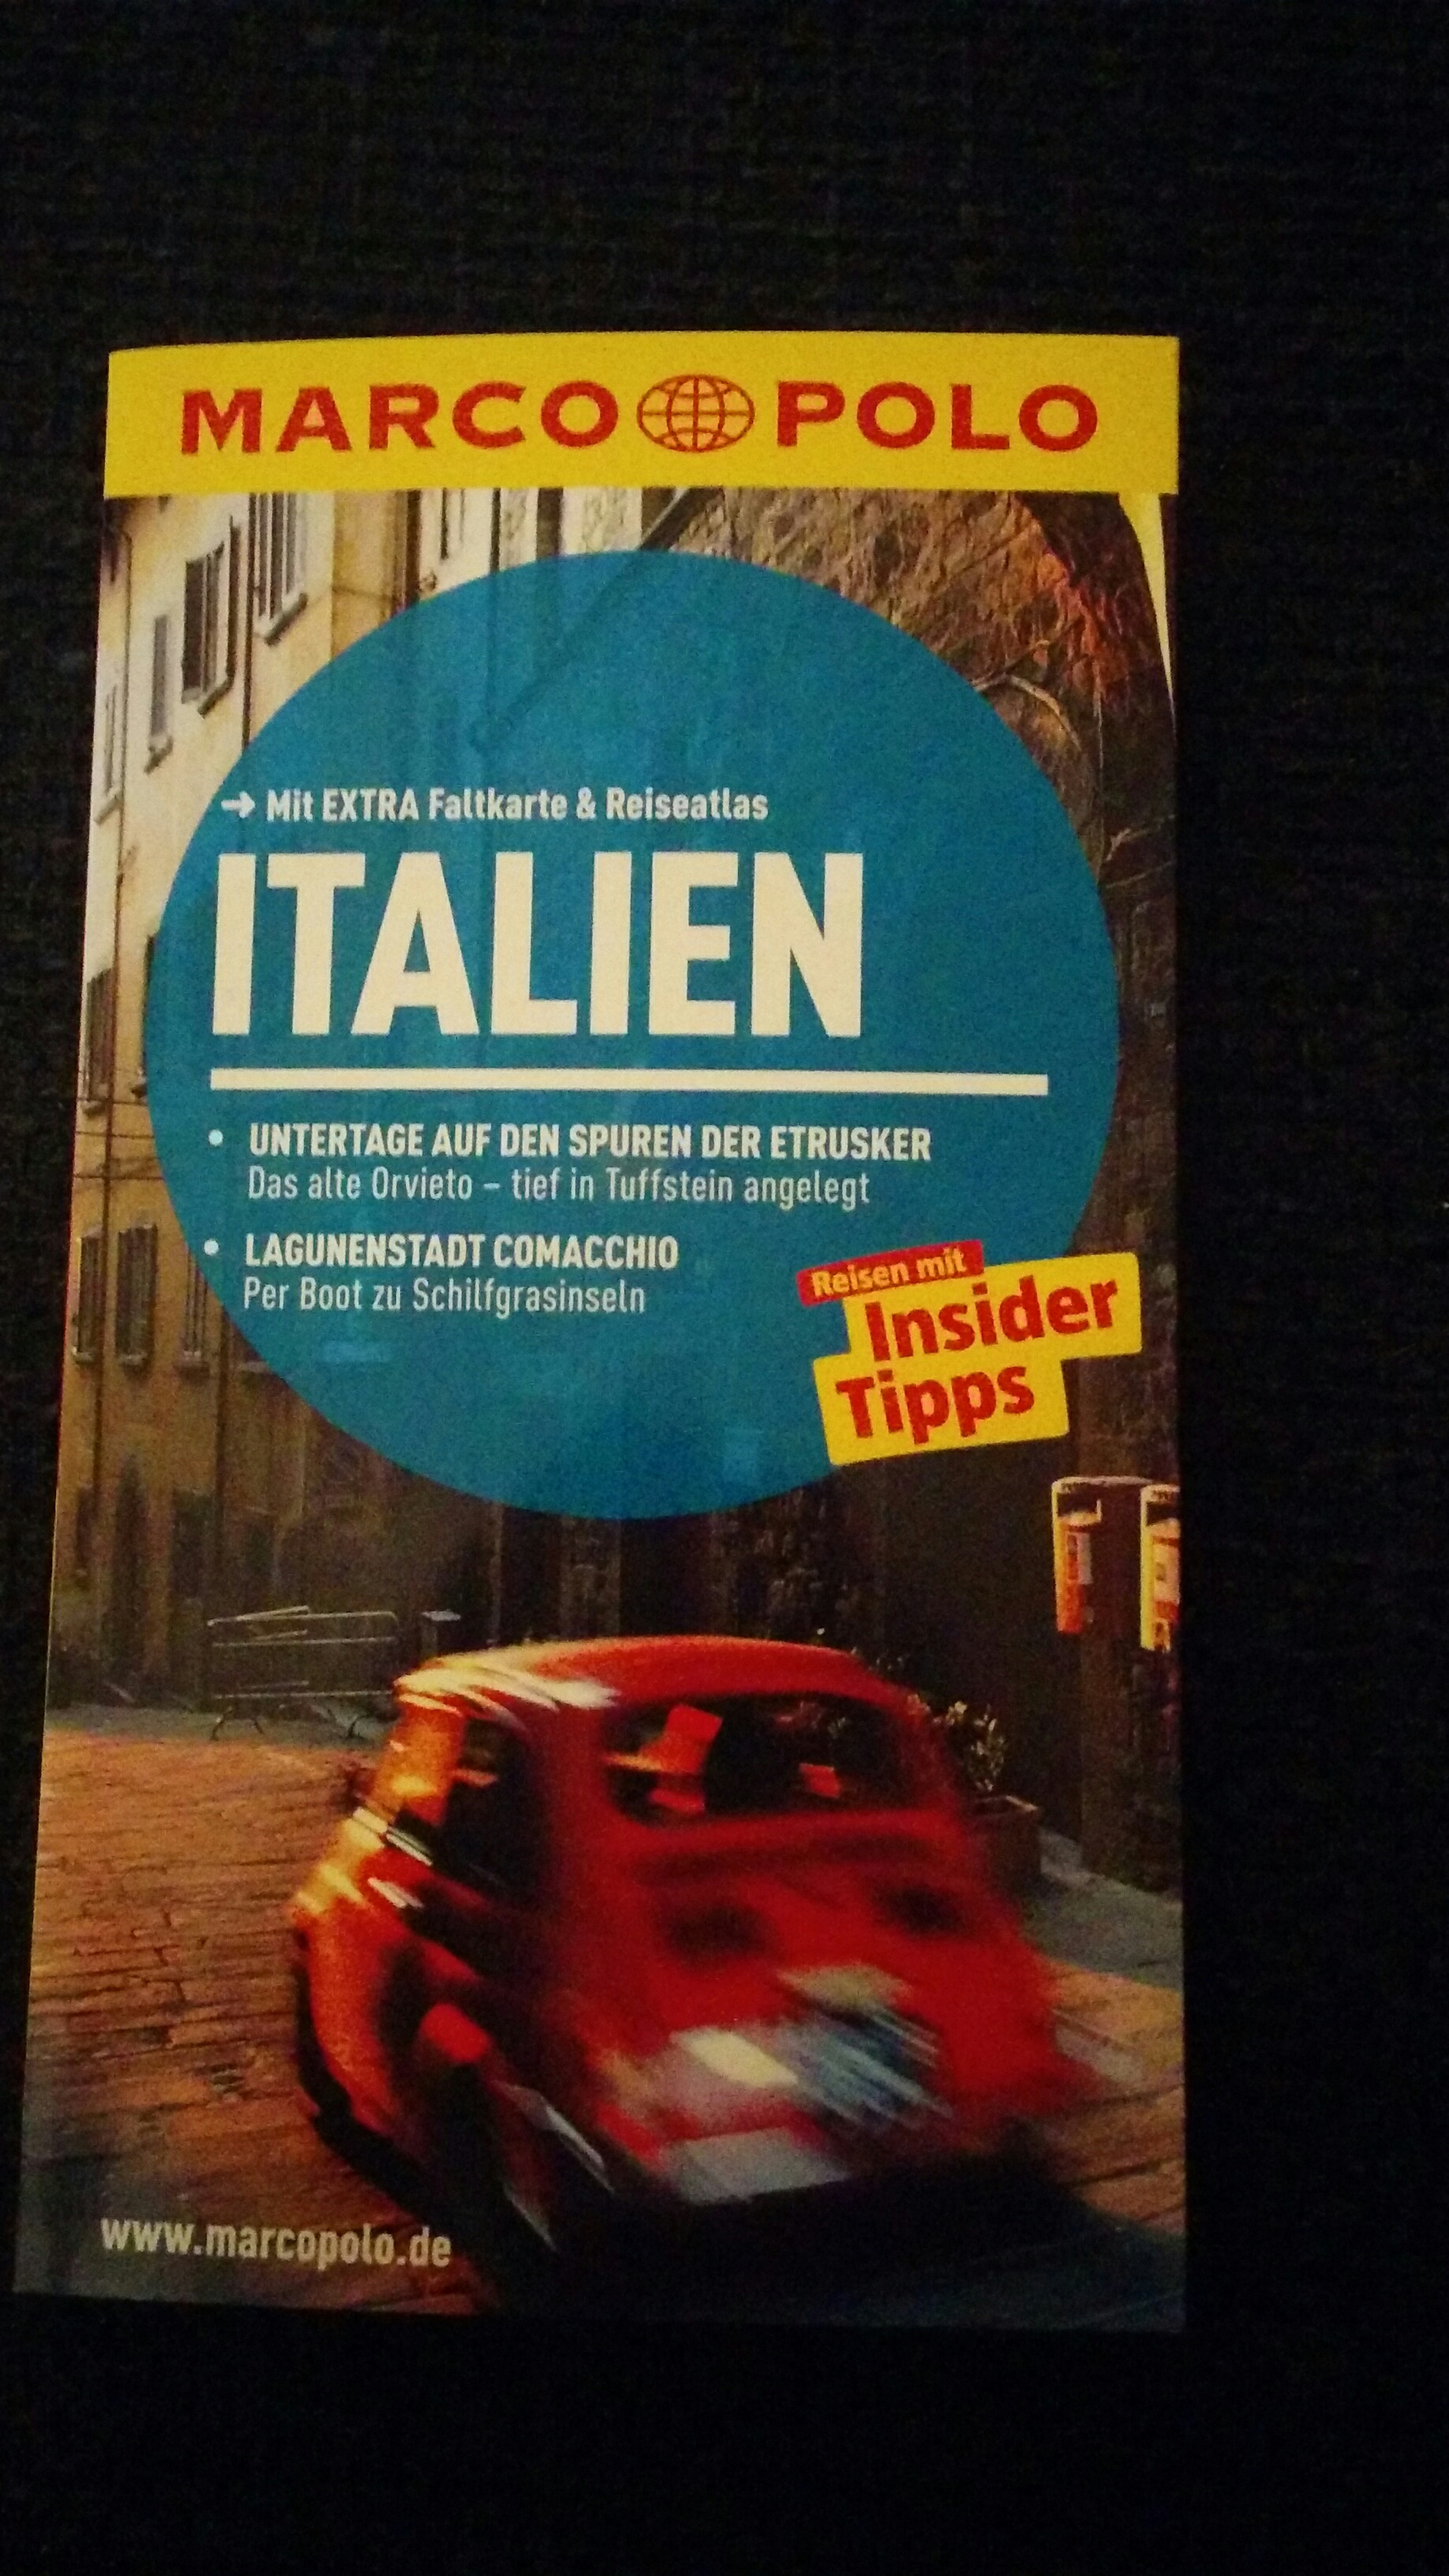 MARCO POLO
→ Mit EXTRA Faltkarte & Reiseatlas
ITALIEN
• UNTERTAGE AUF DEN SPUREN DER ETRUSKER
Das alte Orvieto – tief in Tuffstein angelegt
• LAGUNENSTADT COMACCHIO
Per Boot zu Schilfgrasinseln
Reisen mit
Insider
Tipps
www.marcopolo.de